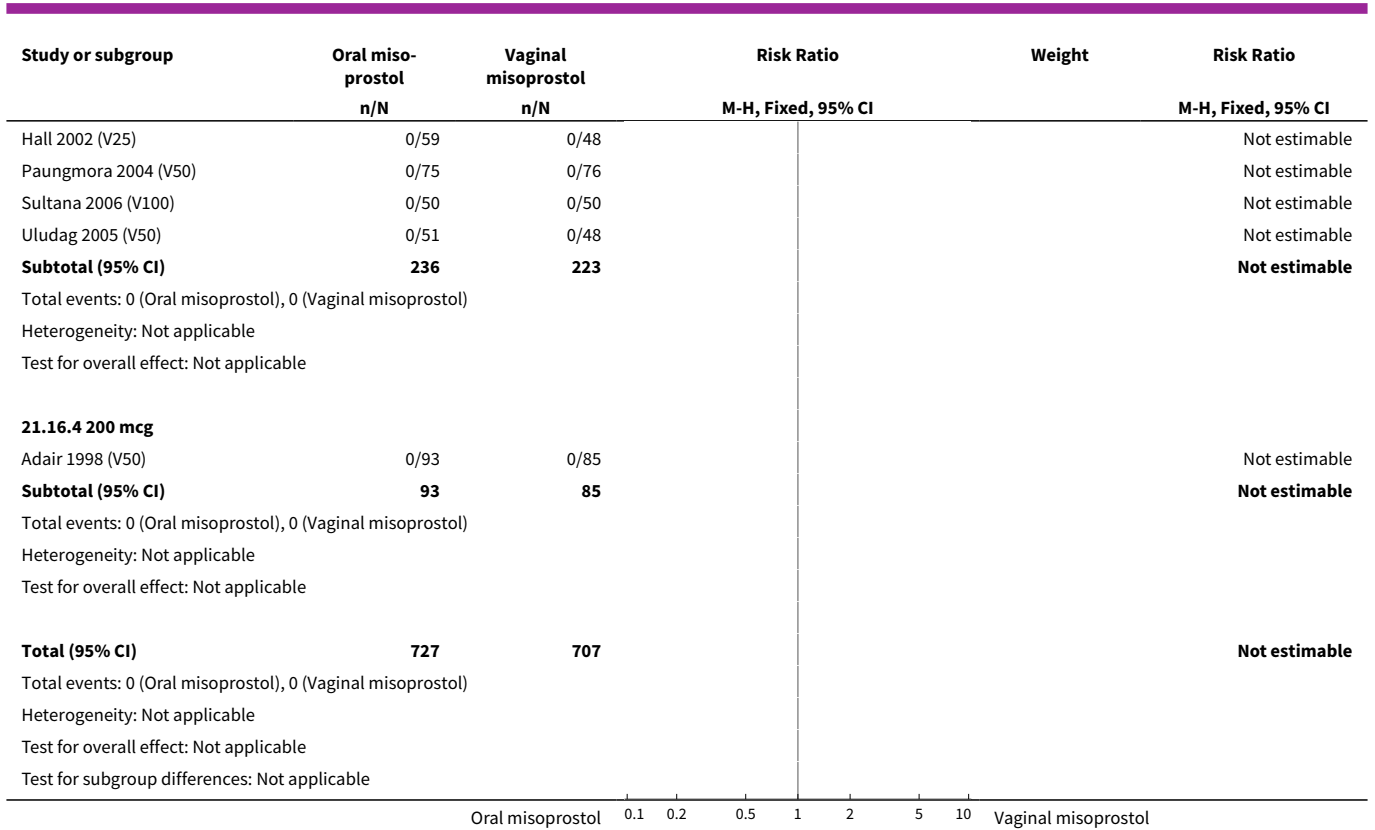 Study or subgroup Oral miso- Vaginal Risk Ratio Weight Risk Ratio
prostol misoprostol
n/N n/N M-H, Fixed, 95% CI M-H, Fixed, 95% CI
Hall 2002 (V25) 0/59 0/48 Not estimable
Paungmora 2004 (V50) 0/75 0/76 Not estimable
Sultana 2006 (V100) 0/50 0/50 Not estimable
Uludag 2005 (V50) 0/51 0/48 Not estimable
Subtotal (95% CI) 236 223 Not estimable
Total events: 0 (Oral misoprostol), 0 (Vaginal misoprostol)
Heterogeneity: Not applicable
Test for overall effect: Not applicable
21.16.4 200 mcg
Adair 1998 (V50) 0/93 0/85 Not estimable
Subtotal (95% CI) 93 85 Not estimable
Total events: 0 (Oral misoprostol), 0 (Vaginal misoprostol)
Heterogeneity: Not applicable
Test for overall effect: Not applicable
Total (95% CI) 727 707 Not estimable
Total events: 0 (Oral misoprostol), 0 (Vaginal misoprostol)
Heterogeneity: Not applicable
Test for overall effect: Not applicable
Test for subgroup differences: Not applicable
Oral misoprostol 0.1 0.2 0.5 1 2 5 10 Vaginal misoprostol